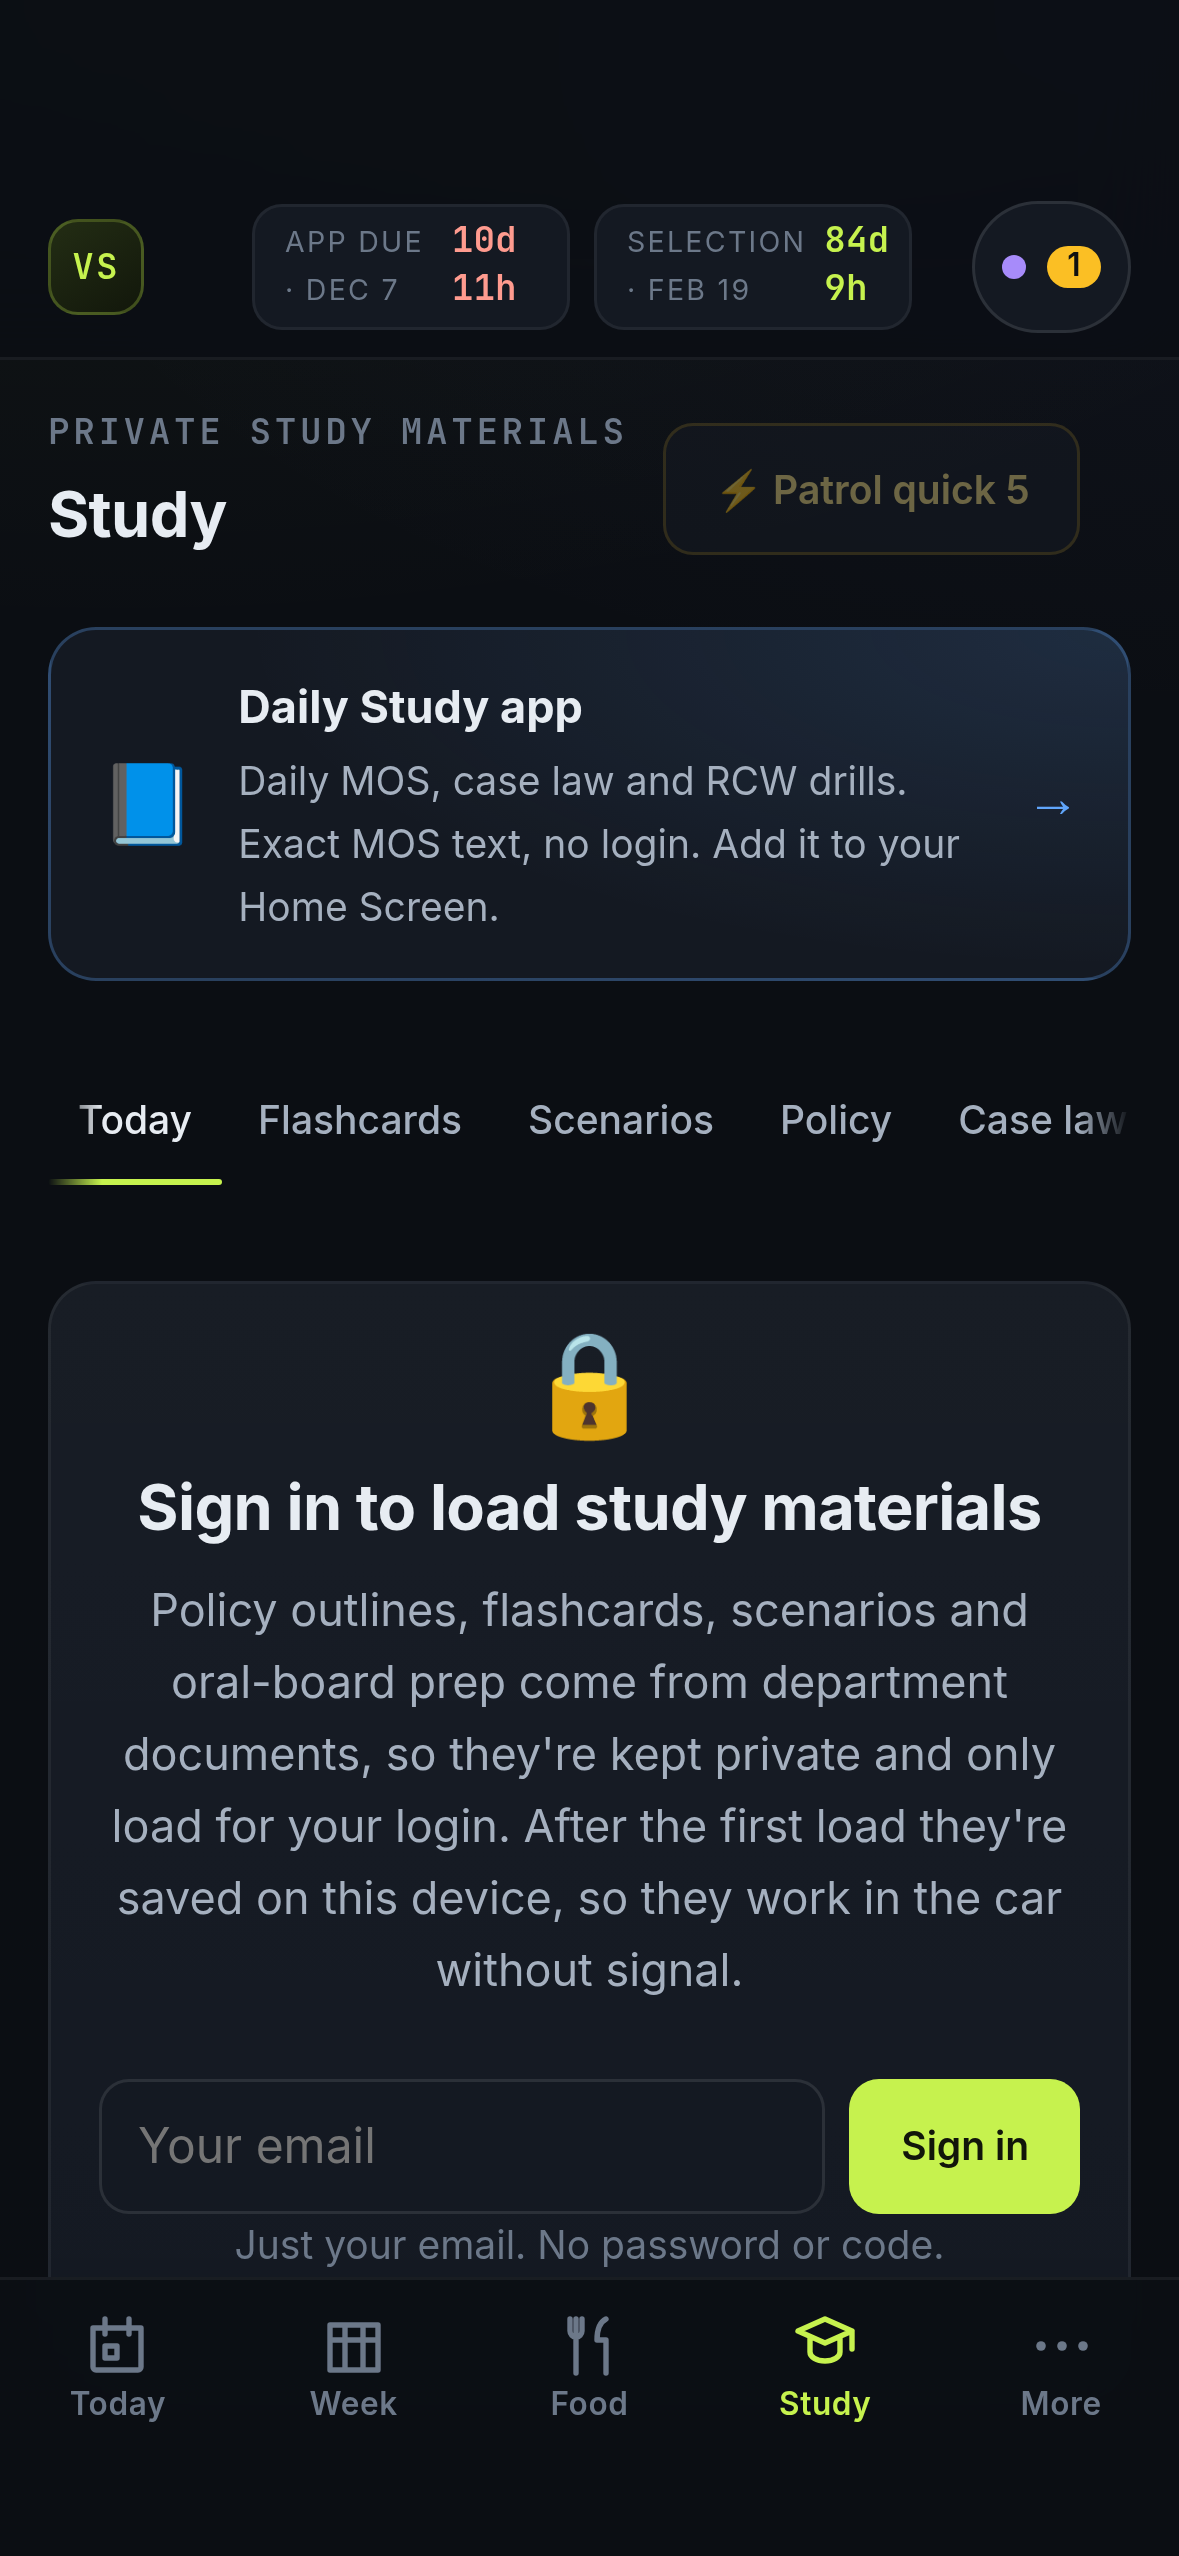 VS
APP DUE 10d
· DEC 7 11h
SELECTION 84d
· FEB 19 9h
1
PRIVATE STUDY MATERIALS
Study
⚡ Patrol quick 5
Daily Study app
Daily MOS, case law and RCW drills.
Exact MOS text, no login. Add it to your
Home Screen.
→
Today Flashcards Scenarios Policy Case law
Sign in to load study materials
Policy outlines, flashcards, scenarios and
oral-board prep come from department
documents, so they're kept private and only
load for your login. After the first load they're
saved on this device, so they work in the car
without signal.
Your email
Sign in
Just your email. No password or code.
Today Week Food Study More